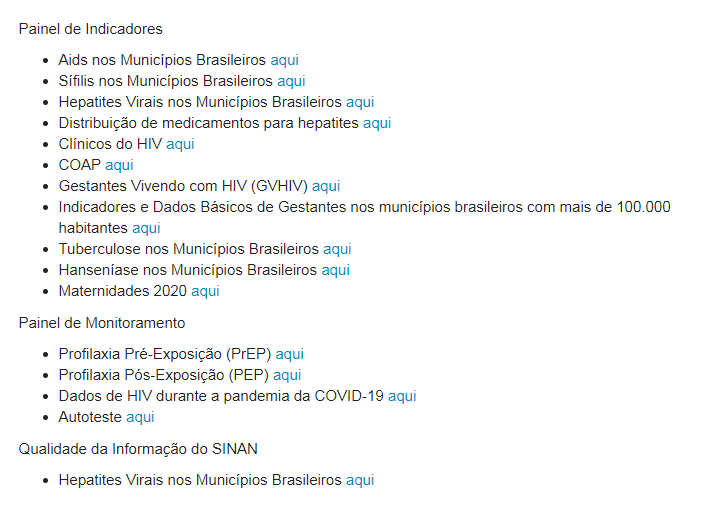 Painel de Indicadores
Aids nos Municípios Brasileiros aqui
Sífilis nos Municípios Brasileiros aqui
Hepatites Virais nos Municípios Brasileiros aqui
Distribuição de medicamentos para hepatites aqui
Clínicos do HIV aqui
COAP aqui
Gestantes Vivendo com HIV (GVHIV) aqui
Indicadores e Dados Básicos de Gestantes nos municípios brasileiros com mais de 100.000
habitantes aqui
Tuberculose nos Municípios Brasileiros aqui
Hanseníase nos Municípios Brasileiros aqui
Maternidades 2020 aqui
Painel de Monitoramento
Profilaxia Pré-Exposição (PrEP) aqui
Profilaxia Pós-Exposição (PEP) aqui
Dados de HIV durante a pandemia da COVID-19 aqui
Autoteste aqui
Qualidade da Informação do SINAN
Hepatites Virais nos Municípios Brasileiros aqui